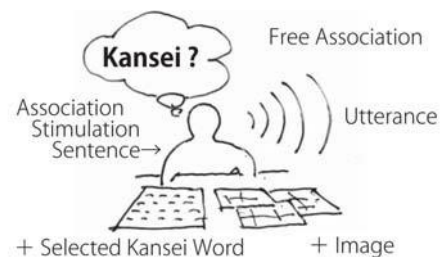 Kansei ?
Free Association
Association
Stimulation
Sentence→
Utterance
+ Selected Kansei Word
+ Image